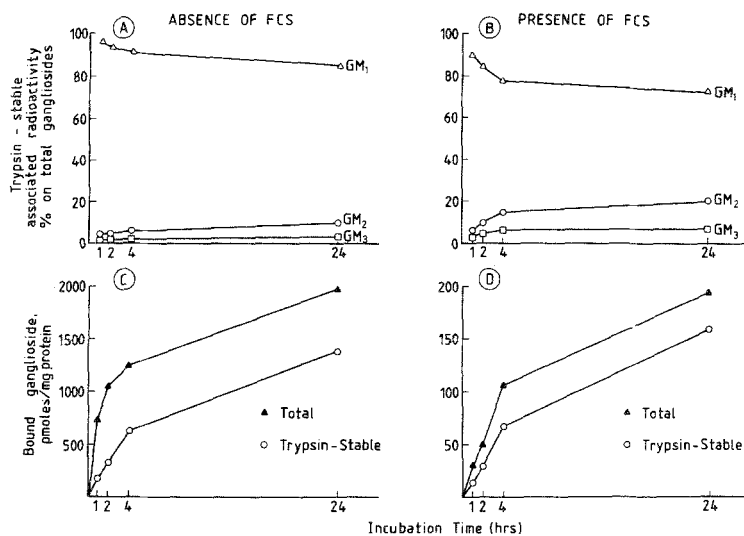 ABSENCE OF FCS
PRESENCE OF FCS
A
B
Trypsin - stable
associated radioactivity
% on total gangliosides
100
80
60
40
20
0
GM1
GM2
GM3
1 2 4 24
100
80
60
40
20
0
GM1
GM2
GM3
1 2 4 24
C
D
Bound ganglioside,
pmoles/mg protein
2000
1500
1000
500
▲ Total
○ Trypsin-Stable
1 2 4 24
200
150
100
50
△ Total
○ Trypsin-Stable
1 2 4 24
Incubation Time (hrs)